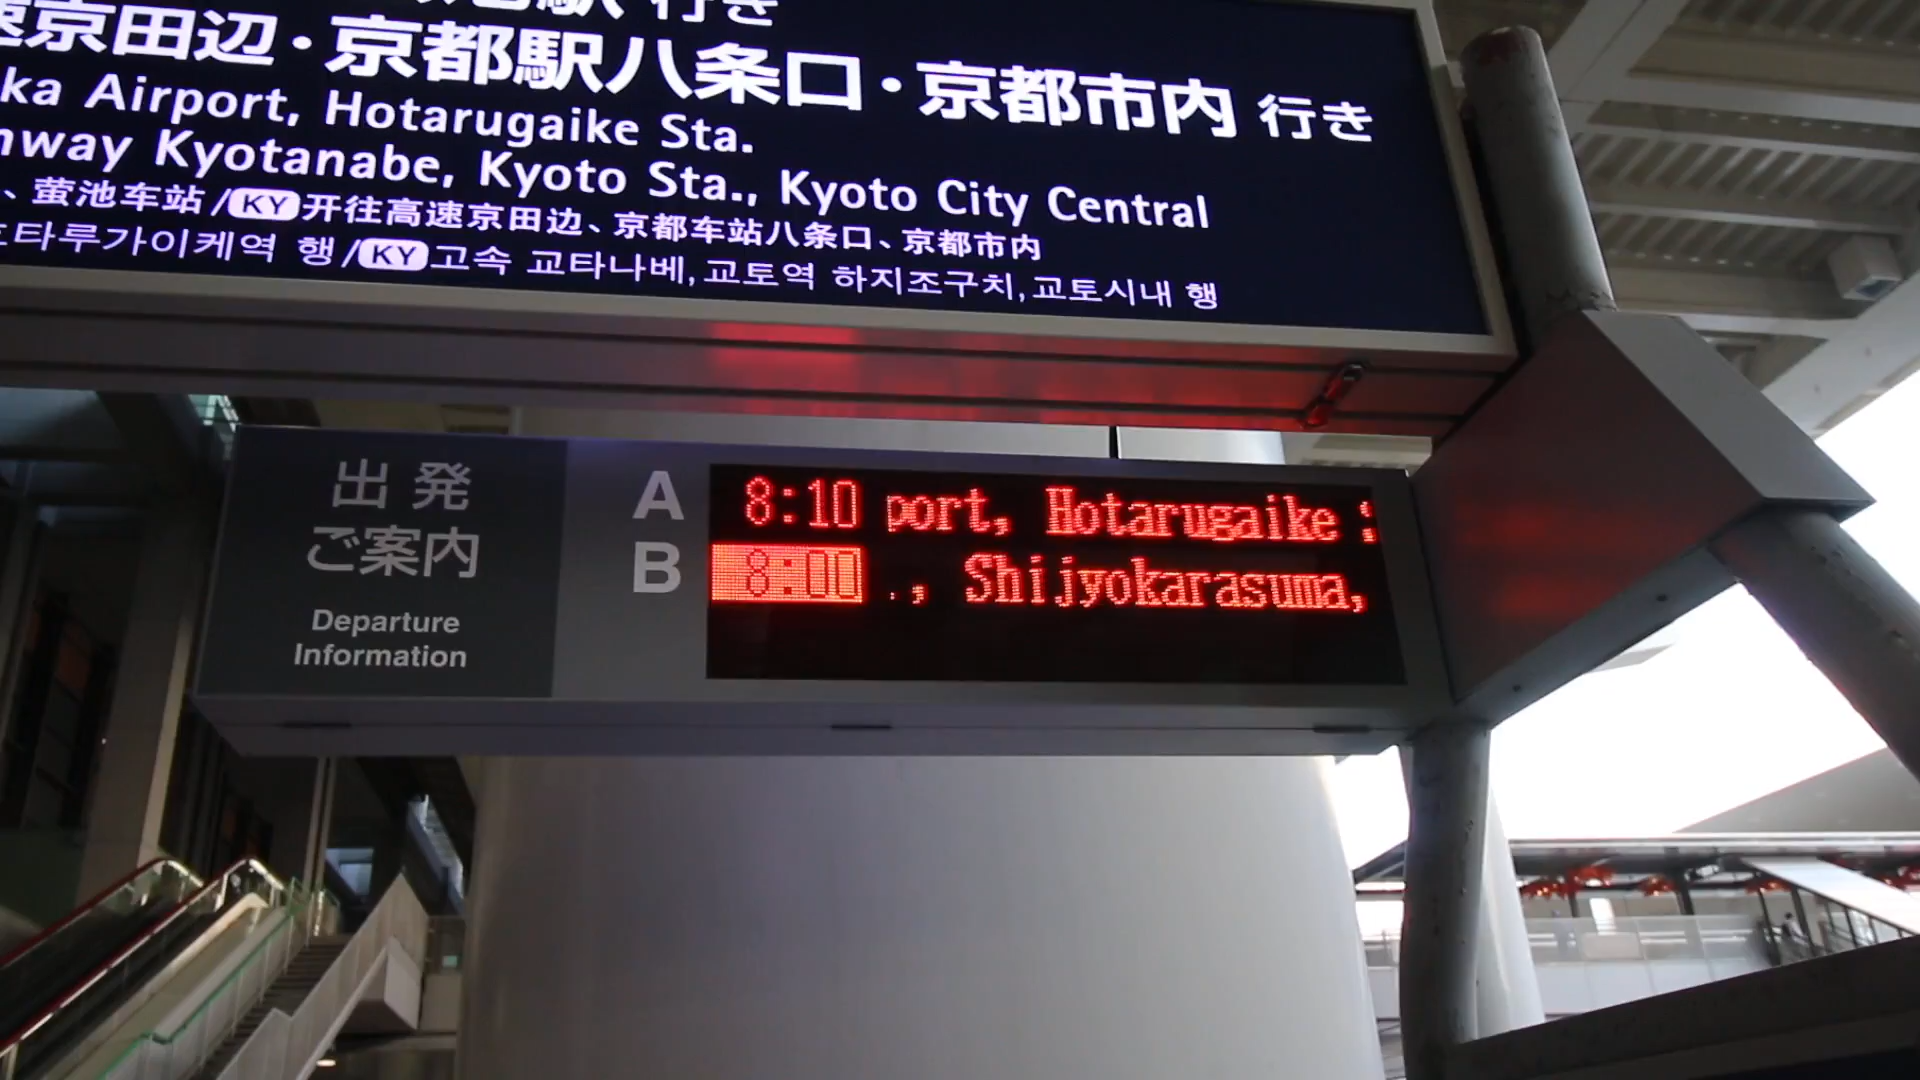 行き
京田辺・京都駅八条口・京都市内 行き
ka Airport, Hotarugaike Sta.
way Kyotanabe, Kyoto Sta., Kyoto City Central
、萤池车站/KY开往高速京田边、京都车站八条口、京都市内
타루가이케역 행/KY고속 교타나베,교토역 하지조구치,교토시내 행
出発
ご案内
Departure
Information
A 8:10 port, Hotarugaike
B 8:00 ., Shijyokarasuma,